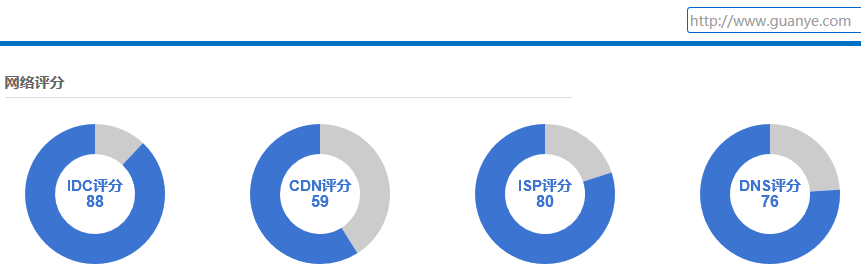 http://www.guanye.com
网络评分
IDC评分
88
CDN评分
59
ISP评分
80
DNS评分
76